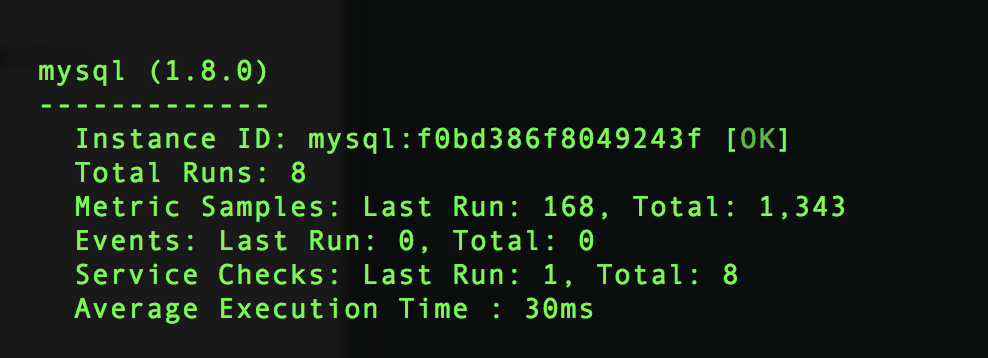 mysql (1.8.0)
-------------
Instance ID: mysql:f0bd386f8049243f [OK]
Total Runs: 8
Metric Samples: Last Run: 168, Total: 1,343
Events: Last Run: 0, Total: 0
Service Checks: Last Run: 1, Total: 8
Average Execution Time : 30ms